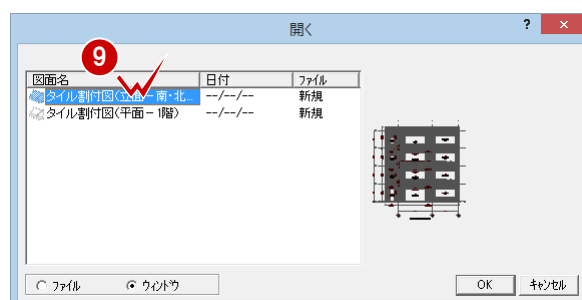 開く
? ×
9
図面名 日付 ファイル
タイル割付図(立面－南・北... --/--/-- 新規
タイル割付図(平面－1階) --/--/-- 新規
ファイル ウィンドウ OK キャンセル